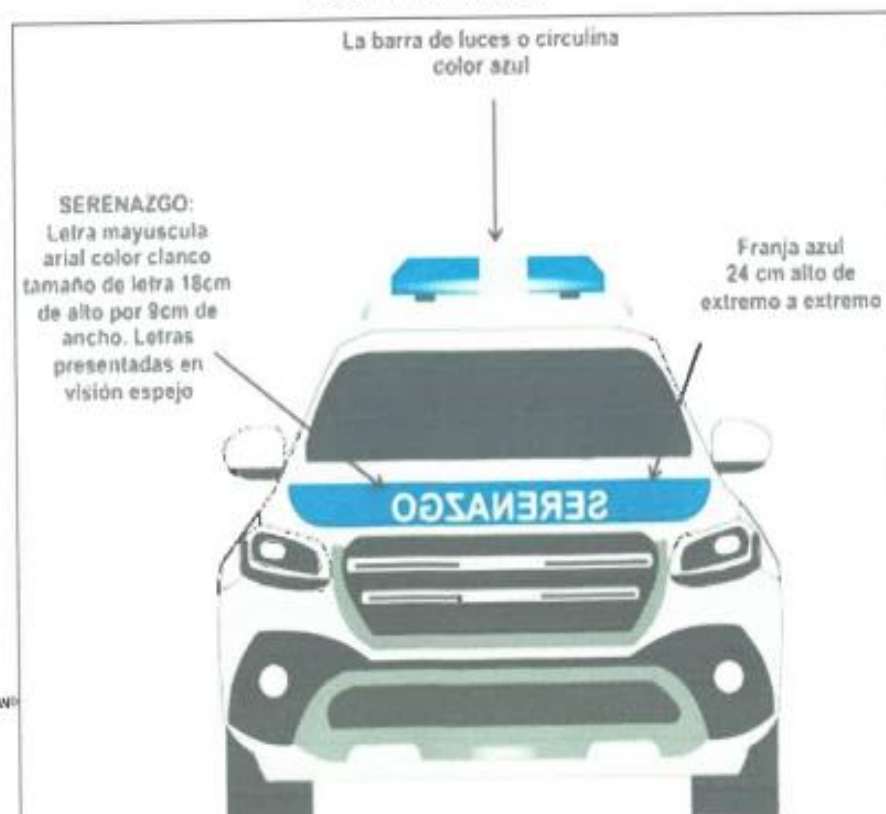 La barra de luces o circulina
color azul
SERENAZGO:
Letra mayuscula
arial color clanco
tamaño de letra 18cm
de alto por 9cm de
ancho. Letras
presentadas en
visión espejo
Franja azul
24 cm alto de
extremo a extremo
SERENAZGO